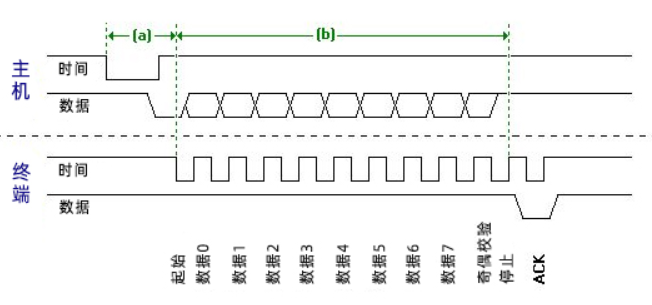 (a)
(b)
主机
时间
数据
终端
时间
数据
起始
数据0
数据1
数据2
数据3
数据4
数据5
数据6
数据7
奇偶校验
停止
ACK